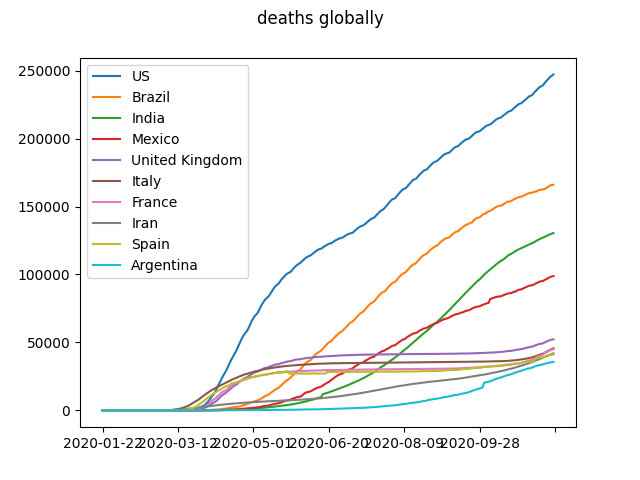 deaths globally
250000
200000
150000
100000
50000
0
US
Brazil
India
Mexico
United Kingdom
Italy
France
Iran
Spain
Argentina
2020-01-22 2020-03-12 2020-05-01 2020-06-20 2020-08-09 2020-09-28